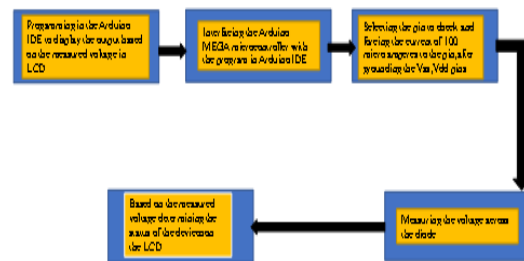 Programming in the Arduino
IDE to display the output based
on the measured voltage in
LCD
Interfacing the Arduino
MEGA microcontroller with
the program in Arduino IDE
Selecting the pin to check and
forcing the current of 100
microamperes to the pin, after
grounding the Vss, Vdd pins
Measuring the voltage across
the diode
Based on the measured
voltage determining the
status of the device on
the LCD